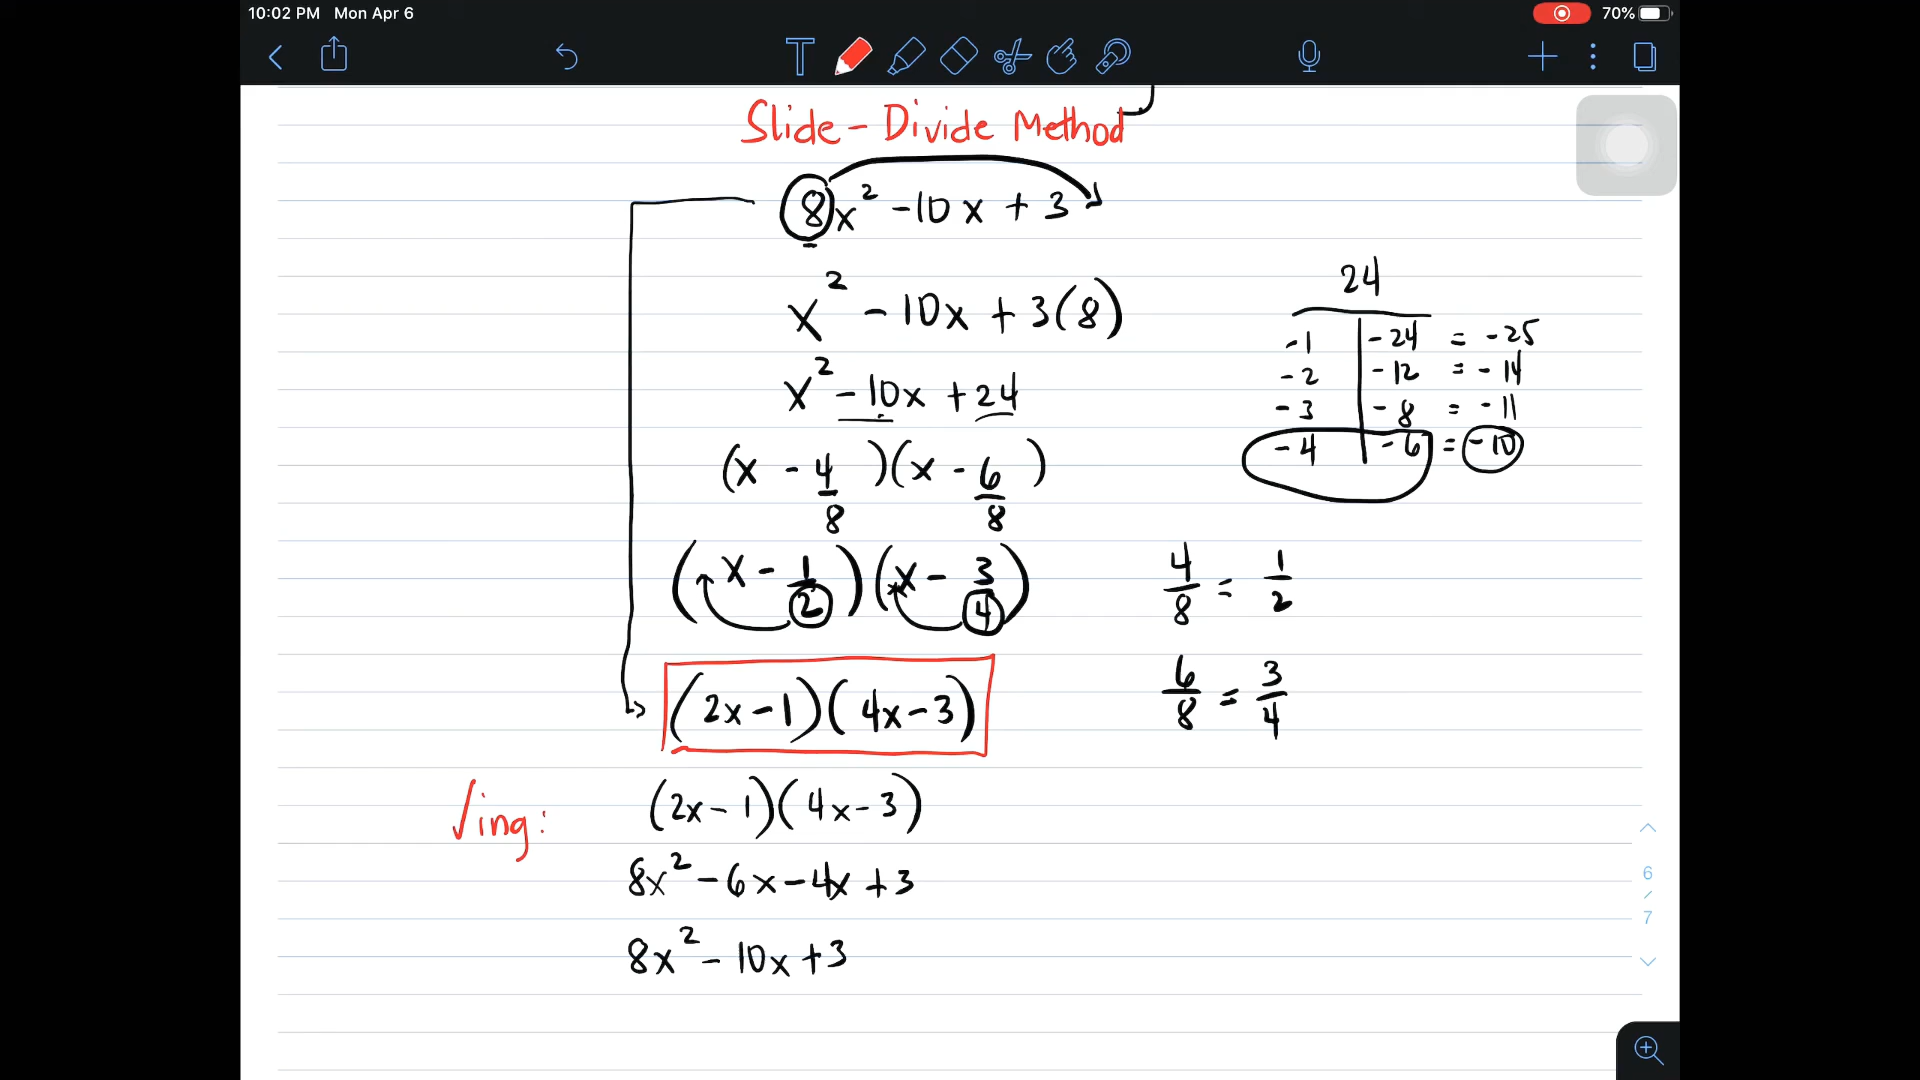 10:02 PM Mon Apr 6
70%
T
Slide - Divide Method
8x² - 10x + 3
x² - 10x + 3(8)
x² - 10x + 24
(x - 4/8)(x - 6/8)
(x - 1/2)(x - 3/4)
(2x - 1)(4x - 3)
√ing: (2x - 1)(4x - 3)
8x² - 6x - 4x + 3
8x² - 10x + 3
24
-1 | -24 = -25
-2 | -12 = -14
-3 | -8 = -11
-4 | -6 = -10
4/8 = 1/2
6/8 = 3/4
6
/
7